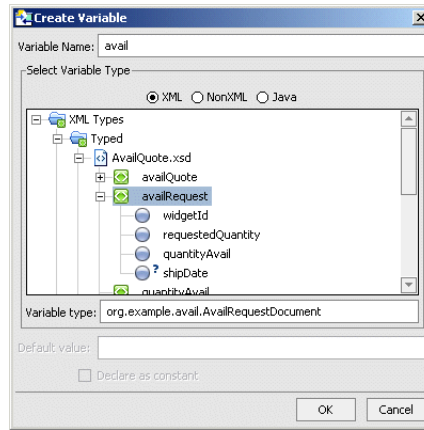 Create Variable
Variable Name: avail
Select Variable Type
XML NonXML Java
XML Types
Typed
AvailQuote.xsd
availQuote
availRequest
widgetId
requestedQuantity
quantityAvail
? shipDate
quantityAvail
Variable type: org.example.avail.AvailRequestDocument
Default value:
Declare as constant
OK Cancel